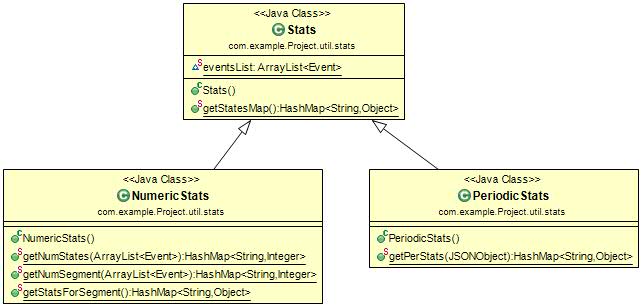 <<Java Class>>
Stats
com.example.Project.util.stats
eventsList: ArrayList<Event>
Stats()
getStatesMap():HashMap<String,Object>
<<Java Class>>
NumericStats
com.example.Project.util.stats
NumericStats()
getNumStates(ArrayList<Event>):HashMap<String,Integer>
getNumSegment(ArrayList<Event>):HashMap<String,Integer>
getStatsForSegment():HashMap<String,Object>
<<Java Class>>
PeriodicStats
com.example.Project.util.stats
PeriodicStats()
getPerStats(JSONObject):HashMap<String,Object>